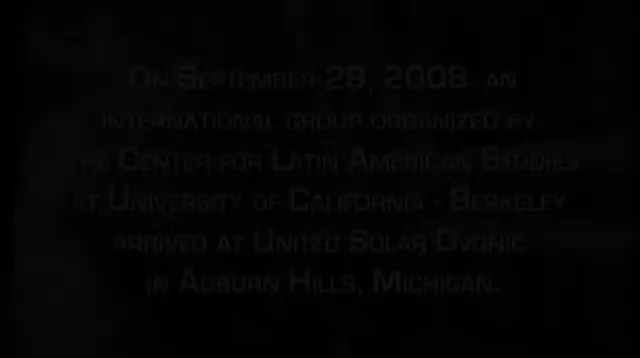 On September 29, 2008, an
international group organized by
the Center for Latin American Studies
at University of California - Berkeley
arrived at United Solar Ovonic
in Auburn Hills, Michigan.